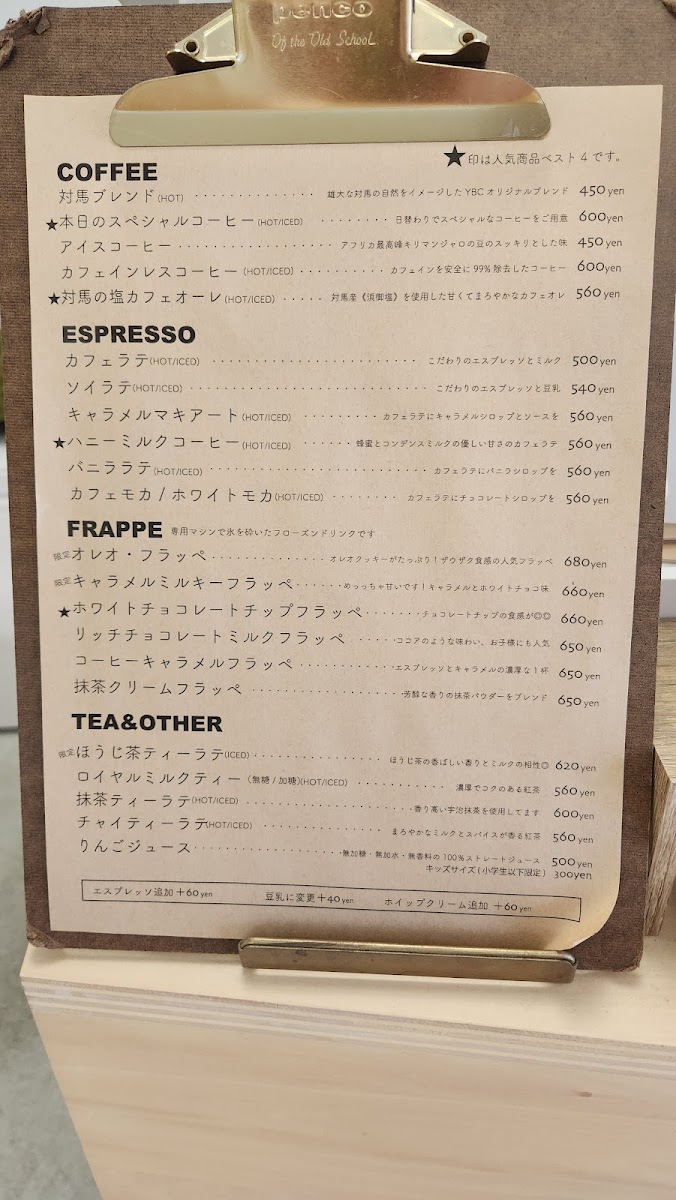 penco
Of the Old School
★印は人気商品ベスト4です。
COFFEE
対馬ブレンド(HOT) 雄大な対馬の自然をイメージしたYBCオリジナルブレンド 450yen
★本日のスペシャルコーヒー(HOT/ICED) 日替わりでスペシャルなコーヒーをご用意 600yen
アイスコーヒー アフリカ最高峰キリマンジャロの豆のスッキリとした味 450yen
カフェインレスコーヒー(HOT/ICED) カフェインを安全に99%除去したコーヒー 600yen
★対馬の塩カフェオーレ(HOT/ICED) 対馬産《浜御塩》を使用した甘くてまろやかなカフェオレ 560yen
ESPRESSO
カフェラテ(HOT/ICED) こだわりのエスプレッソとミルク 500yen
ソイラテ(HOT/ICED) こだわりのエスプレッソと豆乳 540yen
キャラメルマキアート(HOT/ICED) カフェラテにキャラメルシロップとソースを 560yen
★ハニーミルクコーヒー(HOT/ICED) 蜂蜜とコンデンスミルクの優しい甘さのカフェラテ 560yen
バニララテ(HOT/ICED) カフェラテにバニラシロップを 560yen
カフェモカ/ホワイトモカ(HOT/ICED) カフェラテにチョコレートシロップを 560yen
FRAPPE 専用マシンで氷を砕いたフローズンドリンクです
限定オレオ・フラッペ オレオクッキーがたっぷり!ザウザク食感の人気フラッペ 680yen
限定キャラメルミルキーフラッペ めっっちゃ甘いです!キャラメルとホワイトチョコ味 660yen
★ホワイトチョコレートチップフラッペ チョコレートチップの食感が◎◎ 660yen
リッチチョコレートミルクフラッペ ココアのような味わい、お子様にも人気 650yen
コーヒーキャラメルフラッペ エスプレッソとキャラメルの濃厚な1杯 650yen
抹茶クリームフラッペ 芳醇な香りの抹茶パウダーをブレンド 650yen
TEA&OTHER
限定ほうじ茶ティーラテ(ICED) ほうじ茶の香ばしい香りとミルクの相性◎ 620yen
ロイヤルミルクティー(無糖/加糖)(HOT/ICED) 濃厚でコクのある紅茶 560yen
抹茶ティーラテ(HOT/ICED) 香り高い宇治抹茶を使用してます 600yen
チャイティーラテ(HOT/ICED) まろやかなミルクとスパイスが香る紅茶 560yen
りんごジュース 無加糖・無加水・無香料の100%ストレートジュース 500yen
キッズサイズ(小学生以下限定) 300yen
エスプレッソ追加+60yen 豆乳に変更+40yen ホイップクリーム追加 +60yen